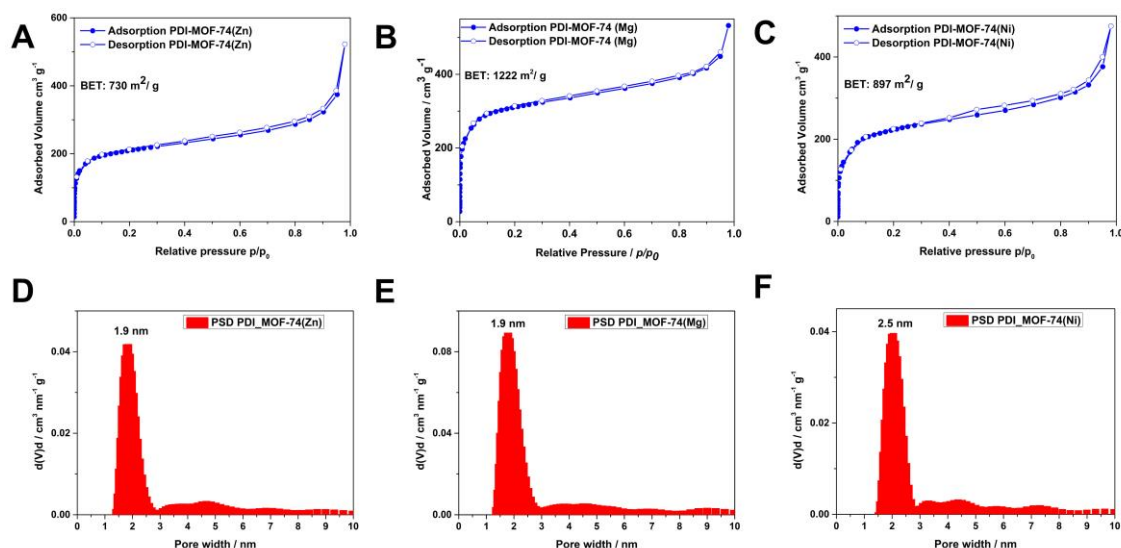 A
Adsorption PDI-MOF-74(Zn)
Desorption PDI-MOF-74(Zn)
BET: 730 m²/ g
Adsorbed Volume cm³ g⁻¹
600
400
200
0
0.0 0.2 0.4 0.6 0.8 1.0
Relative pressure p/p₀
B
Adsorption PDI-MOF-74 (Mg)
Desorption PDI-MOF-74 (Mg)
BET: 1222 m²/ g
Adsorbed Volume / cm³ g⁻¹
400
200
0
0.0 0.2 0.4 0.6 0.8 1.0
Relative Pressure / p/p₀
C
Adsorption PDI-MOF-74(Ni)
Desorption PDI-MOF-74(Ni)
BET: 897 m²/ g
Adsorbed Volume cm³ g⁻¹
500
400
300
200
100
0
0.0 0.2 0.4 0.6 0.8 1.0
Relative pressure p/p₀
D
PSD PDI_MOF-74(Zn)
1.9 nm
d(V)d / cm³ nm⁻¹ g⁻¹
0.04
0.02
0.00
0 1 2 3 4 5 6 7 8 9 10
Pore width / nm
E
PSD PDI_MOF-74(Mg)
1.9 nm
d(V)d / cm³ nm⁻¹ g⁻¹
0.08
0.04
0.00
0 1 2 3 4 5 6 7 8 9 10
Pore width / nm
F
PSD PDI_MOF-74(Ni)
2.5 nm
d(V)d / cm³ nm⁻¹ g⁻¹
0.04
0.02
0.00
0 1 2 3 4 5 6 7 8 9 10
Pore width / nm